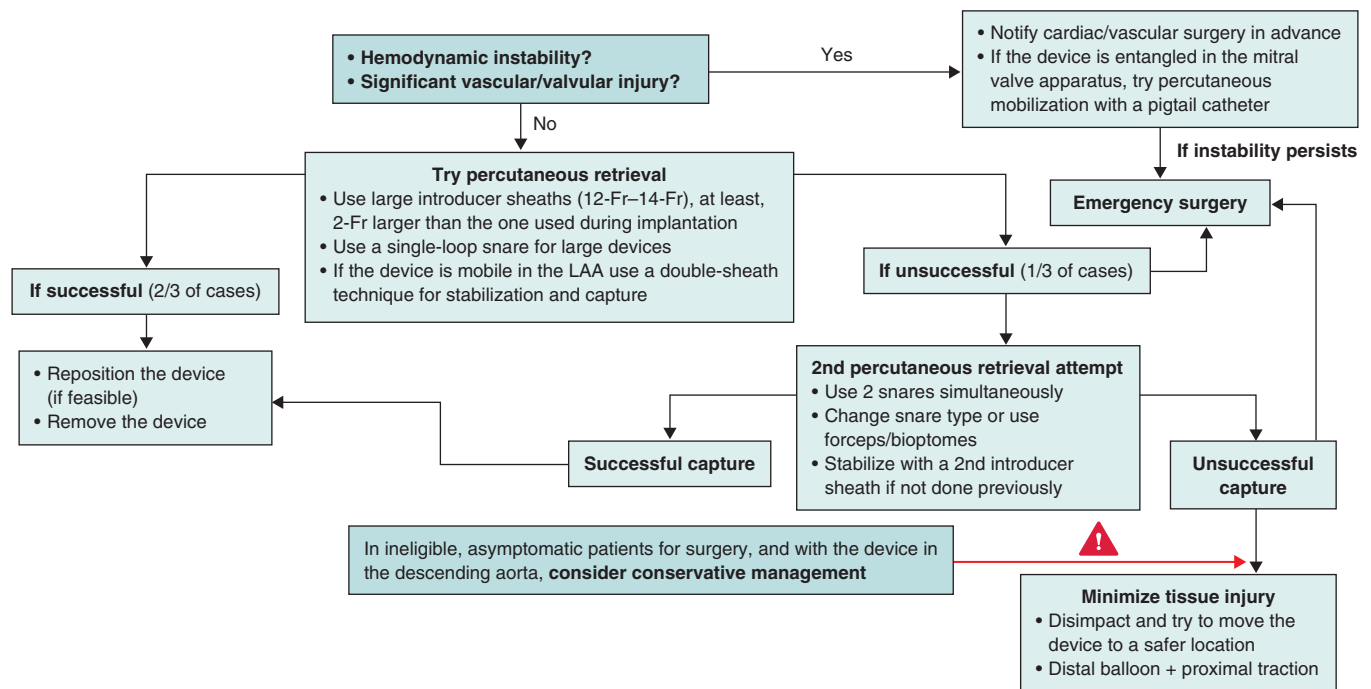 • Hemodynamic instability?
• Significant vascular/valvular injury?
Yes
• Notify cardiac/vascular surgery in advance
• If the device is entangled in the mitral
valve apparatus, try percutaneous
mobilization with a pigtail catheter
No
If instability persists
Emergency surgery
Try percutaneous retrieval
• Use large introducer sheaths (12-Fr–14-Fr), at least,
2-Fr larger than the one used during implantation
• Use a single-loop snare for large devices
• If the device is mobile in the LAA use a double-sheath
technique for stabilization and capture
If successful (2/3 of cases)
If unsuccessful (1/3 of cases)
• Reposition the device
(if feasible)
• Remove the device
2nd percutaneous retrieval attempt
• Use 2 snares simultaneously
• Change snare type or use
forceps/bioptomes
• Stabilize with a 2nd introducer
sheath if not done previously
Successful capture
Unsuccessful
capture
In ineligible, asymptomatic patients for surgery, and with the device in
the descending aorta, consider conservative management
!
Minimize tissue injury
• Disimpact and try to move the
device to a safer location
• Distal balloon + proximal traction